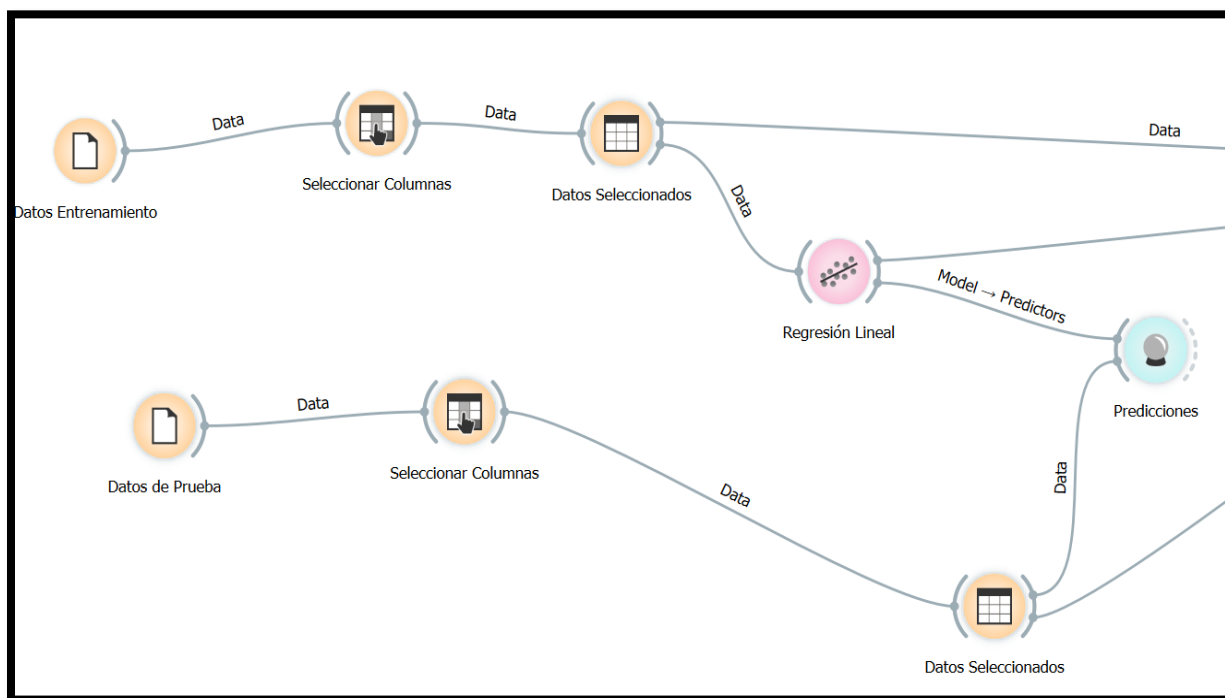 Data
Data
Data
Seleccionar Columnas
Datos Seleccionados
Datos Entrenamiento
Data
Model → Predictors
Regresión Lineal
Predicciones
Data
Seleccionar Columnas
Datos de Prueba
Data
Data
Datos Seleccionados